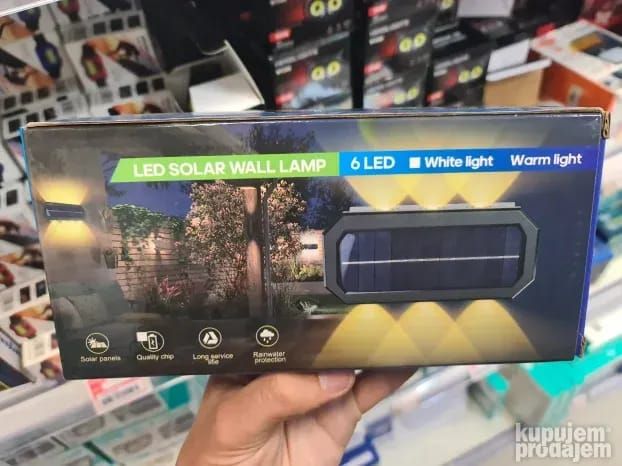 LED SOLAR WALL LAMP 6 LED White light Warm light
Solar panels Quality chip Long service life Rainwater protection
kupujem prodajem